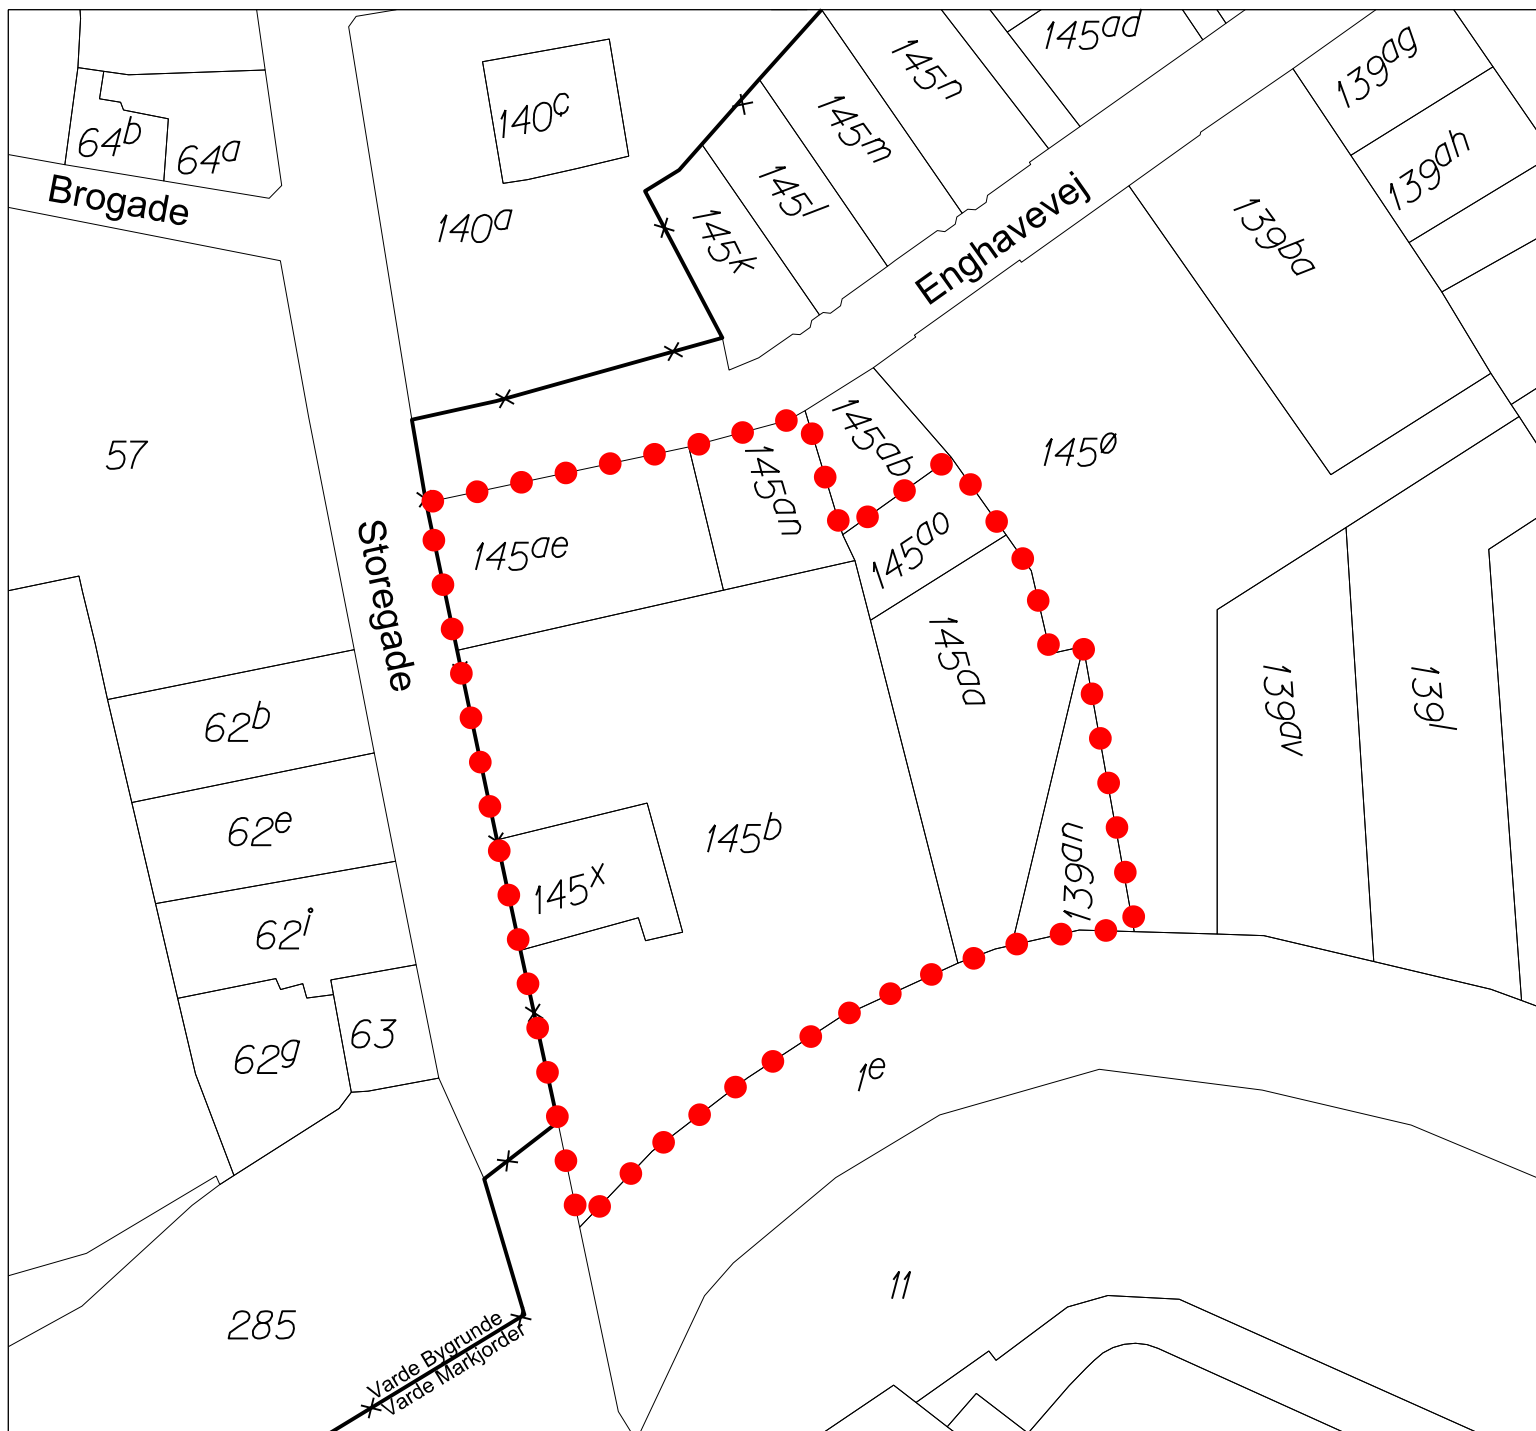 145ad
145n
139ag
140c
64b
64a
145m
139ah
Brogade
145l
140a
145k
Enghavevej
139ba
57
145ab
145ø
145an
145ae
145ao
Storegade
145aa
62b
139av
139l
62e
145b
145x
139an
62i
62g
63
1e
11
285
Varde Bygrunde
Varde Markjorder